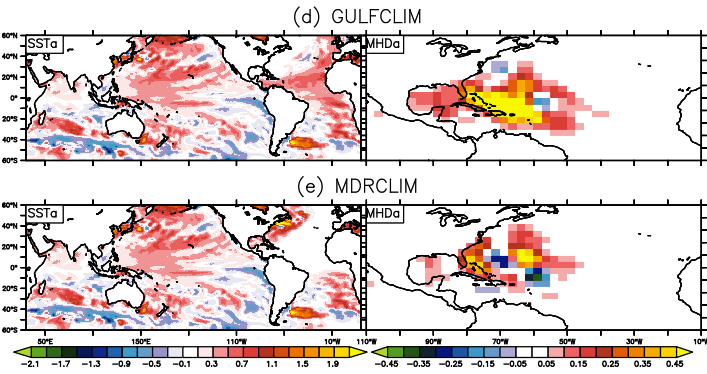 (d) GULFCLIM
SSTa
MHDa
60°N
40°N
20°N
0°
20°S
40°S
60°S
(e) MDRCLIM
SSTa
MHDa
60°N
40°N
20°N
0°
20°S
40°S
60°S
50°E 150°E 110°W 10°W 110°W 90°W 70°W 50°W 30°W 10°W
−2.1 −1.7 −1.3 −0.9 −0.5 −0.1 0.3 0.7 1.1 1.5 1.9
−0.45 −0.35 −0.25 −0.15 −0.05 0.05 0.15 0.25 0.35 0.45